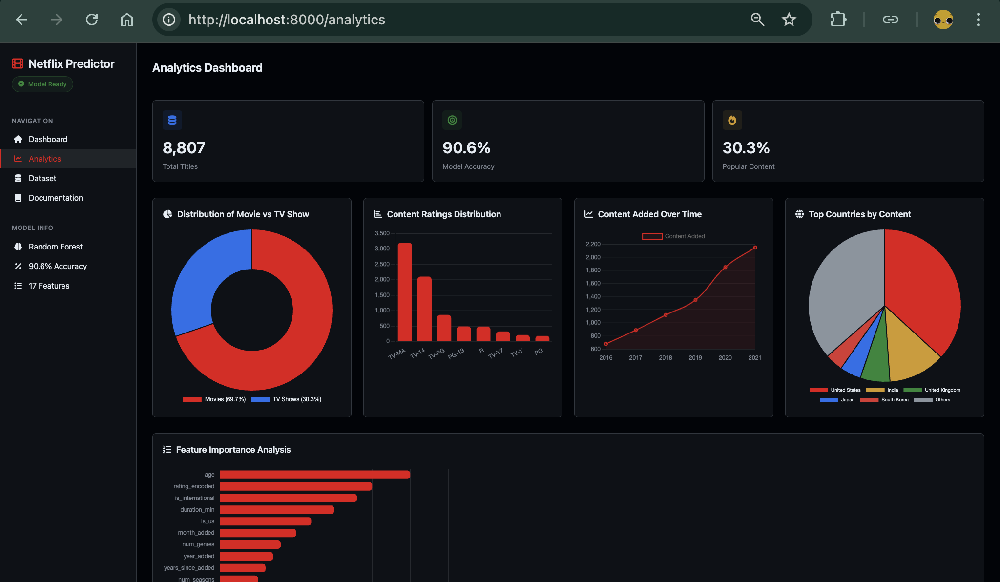 http://localhost:8000/analytics
Netflix Predictor
Model Ready
NAVIGATION
Dashboard
Analytics
Dataset
Documentation
MODEL INFO
Random Forest
90.6% Accuracy
17 Features
Analytics Dashboard
8,807
Total Titles
90.6%
Model Accuracy
30.3%
Popular Content
Distribution of Movie vs TV Show
Movies (69.7%) TV Shows (30.3%)
Content Ratings Distribution
3,500
3,000
2,500
2,000
1,500
1,000
500
0
TV-MA TV-14 TV-PG PG-13 R TV-Y7 TV-Y PG
Content Added Over Time
Content Added
2,200
2,000
1,800
1,600
1,400
1,200
1,000
800
600
2016 2017 2018 2019 2020 2021
Top Countries by Content
United States India United Kingdom
Japan South Korea Others
Feature Importance Analysis
age
rating_encoded
is_international
duration_min
is_us
month_added
num_genres
year_added
years_since_added
num_seasons